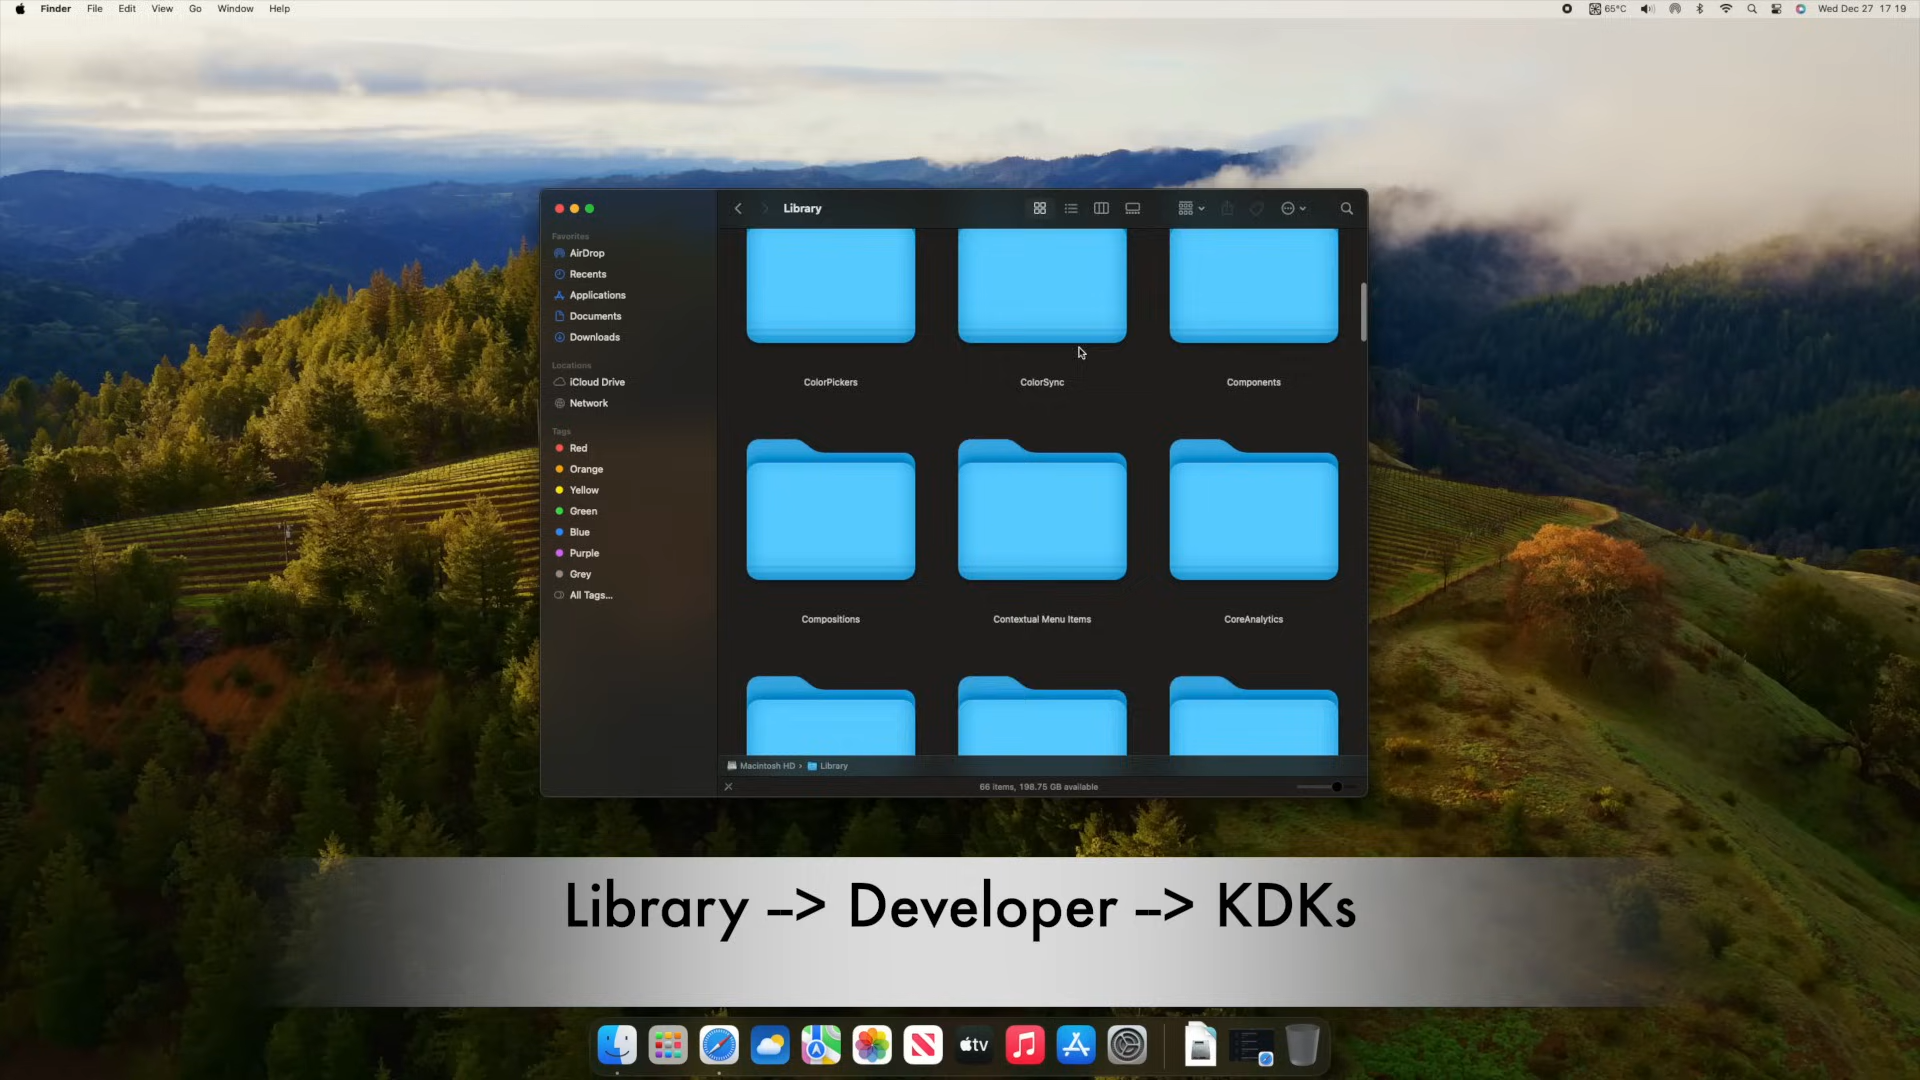 Finder File Edit View Go Window Help
65°C
Wed Dec 27 17 19
Library
Favorites
AirDrop
Recents
Applications
Documents
Downloads
Locations
iCloud Drive
Network
Tags
Red
Orange
Yellow
Green
Blue
Purple
Grey
All Tags...
ColorPickers
ColorSync
Components
Compositions
Contextual Menu Items
CoreAnalytics
Macintosh HD › Library
66 items, 198.75 GB available
Library --> Developer --> KDKs
tv